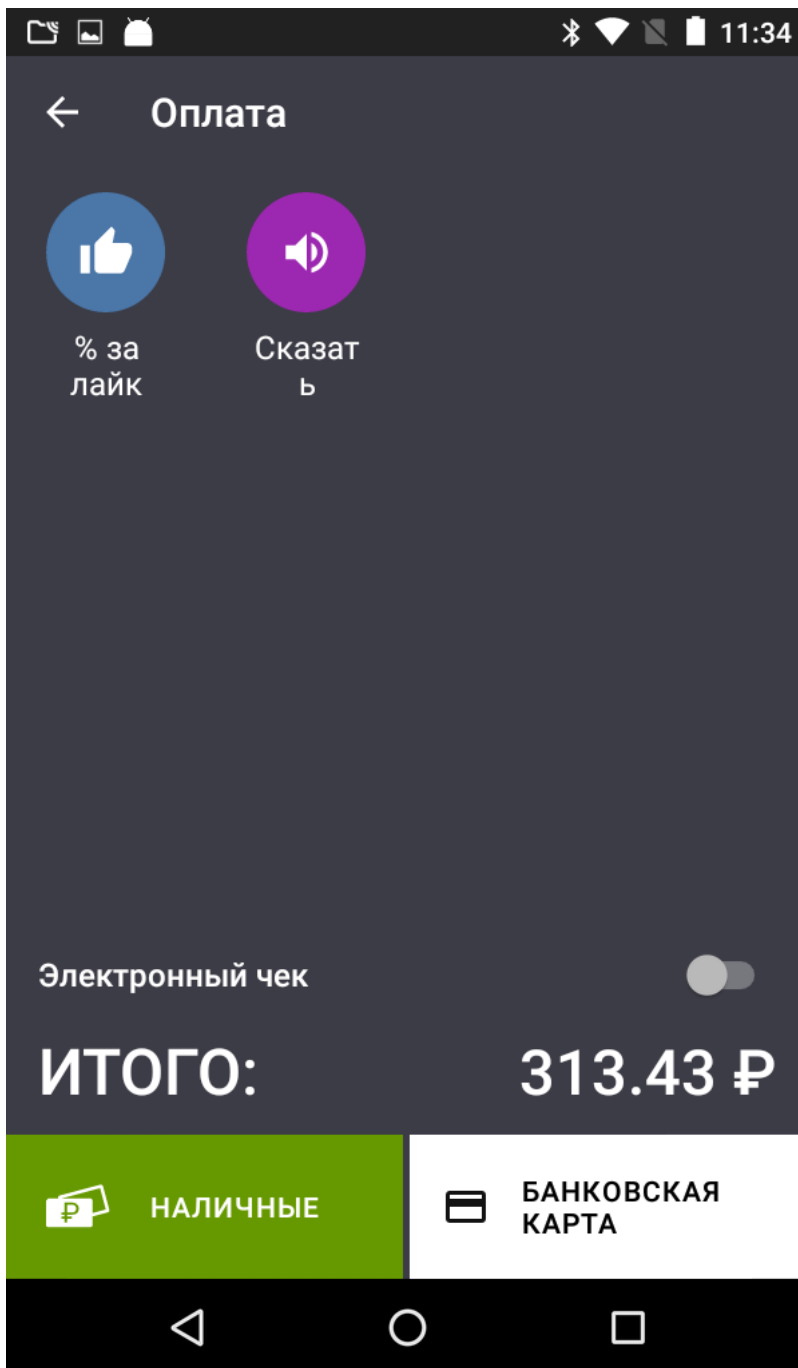 11:34
Оплата
% за
лайк
Сказат
ь
Электронный чек
ИТОГО: 313.43 ₽
НАЛИЧНЫЕ
БАНКОВСКАЯ
КАРТА